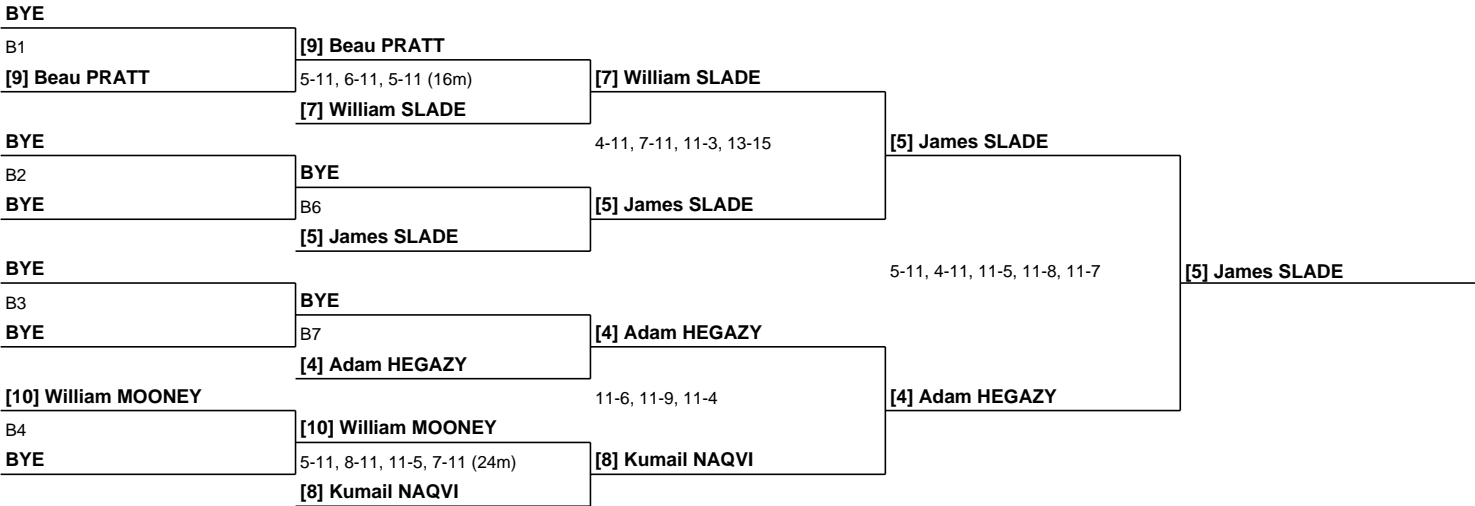 BYE
B1
[9] Beau PRATT
[9] Beau PRATT
5-11, 6-11, 5-11 (16m)
[7] William SLADE
[7] William SLADE
BYE
4-11, 7-11, 11-3, 13-15
[5] James SLADE
B2
BYE
BYE
B6
[5] James SLADE
[5] James SLADE
BYE
5-11, 4-11, 11-5, 11-8, 11-7
[5] James SLADE
B3
BYE
BYE
B7
[4] Adam HEGAZY
[4] Adam HEGAZY
[10] William MOONEY
11-6, 11-9, 11-4
[4] Adam HEGAZY
B4
[10] William MOONEY
BYE
5-11, 8-11, 11-5, 7-11 (24m)
[8] Kumail NAQVI
[8] Kumail NAQVI